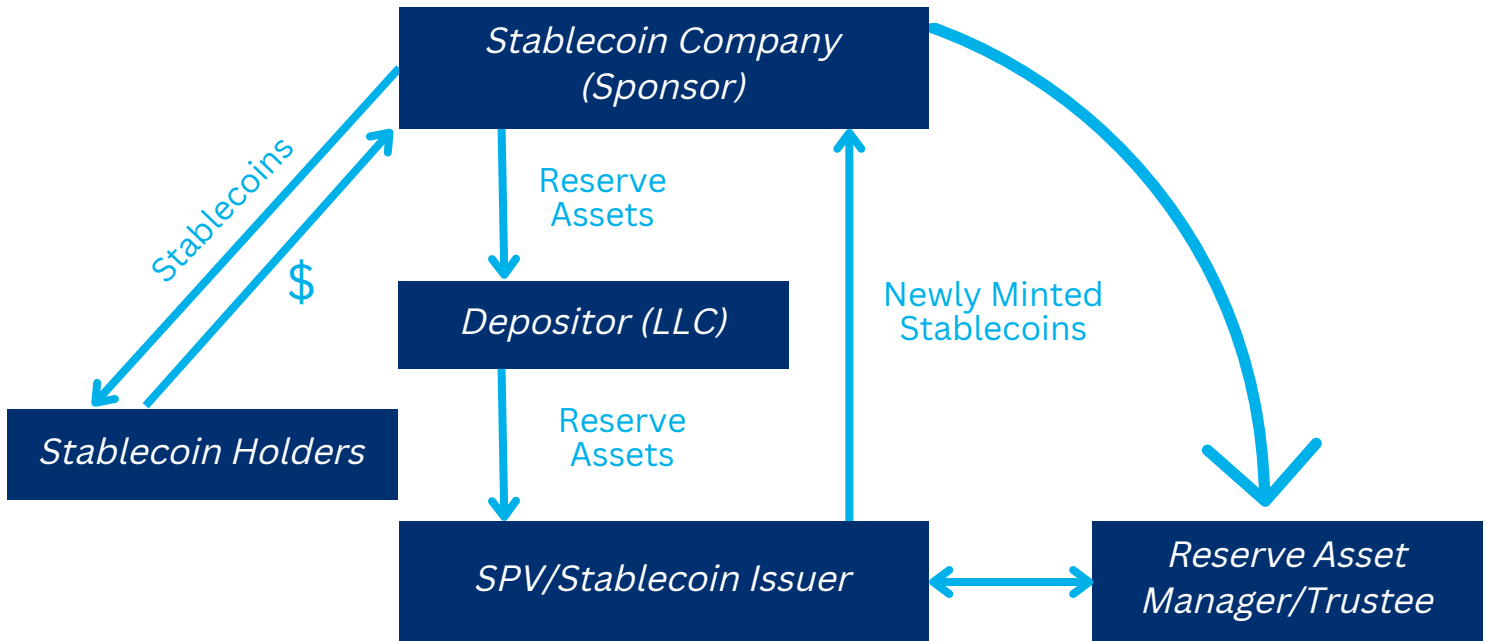 Stablecoin Company
(Sponsor)
Stablecoins
$
Reserve
Assets
Newly Minted
Stablecoins
Depositor (LLC)
Reserve
Assets
Stablecoin Holders
SPV/Stablecoin Issuer
Reserve Asset
Manager/Trustee